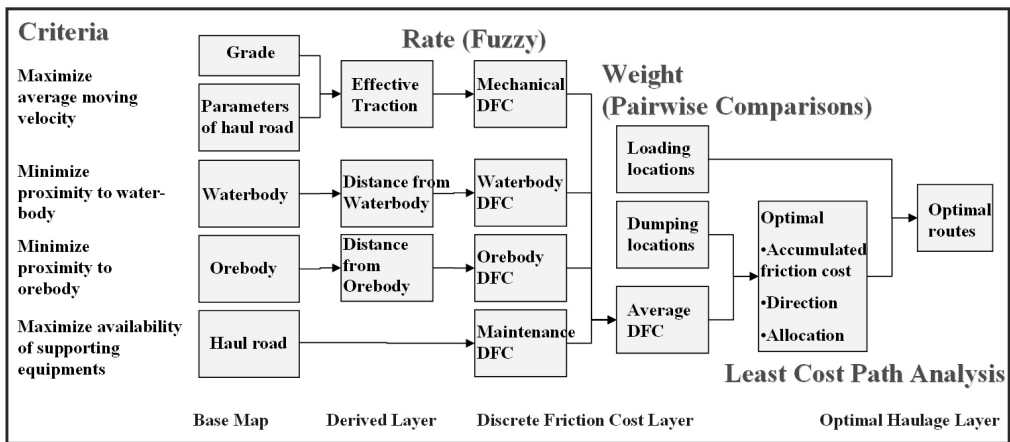 Criteria
Rate (Fuzzy)
Weight
(Pairwise Comparisons)
Maximize
average moving
velocity
Grade
Parameters
of haul road
Effective
Traction
Mechanical
DFC
Minimize
proximity to water-
body
Waterbody
Distance from
Waterbody
Waterbody
DFC
Minimize
proximity to
orebody
Orebody
Distance
from
Orebody
Orebody
DFC
Maximize availability
of supporting
equipments
Haul road
Maintenance
DFC
Loading
locations
Dumping
locations
Average
DFC
Optimal
•Accumulated
friction cost
•Direction
•Allocation
Optimal
routes
Least Cost Path Analysis
Base Map
Derived Layer
Discrete Friction Cost Layer
Optimal Haulage Layer